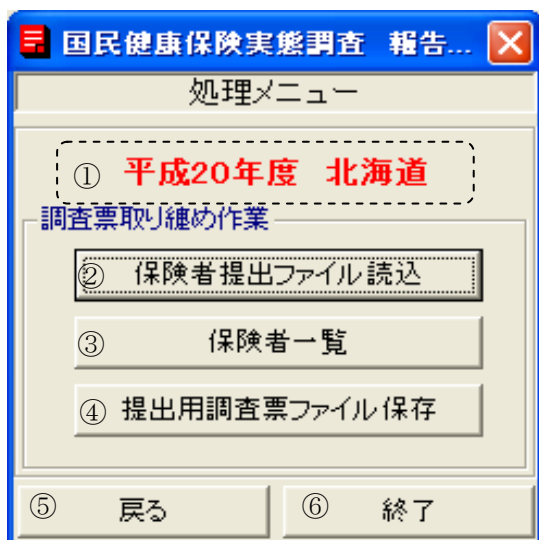 国民健康保険実態調査 報告...
処理メニュー
① 平成20年度 北海道
調査票取り纏め作業
② 保険者提出ファイル読込
③ 保険者一覧
④ 提出用調査票ファイル保存
⑤ 戻る
⑥ 終了